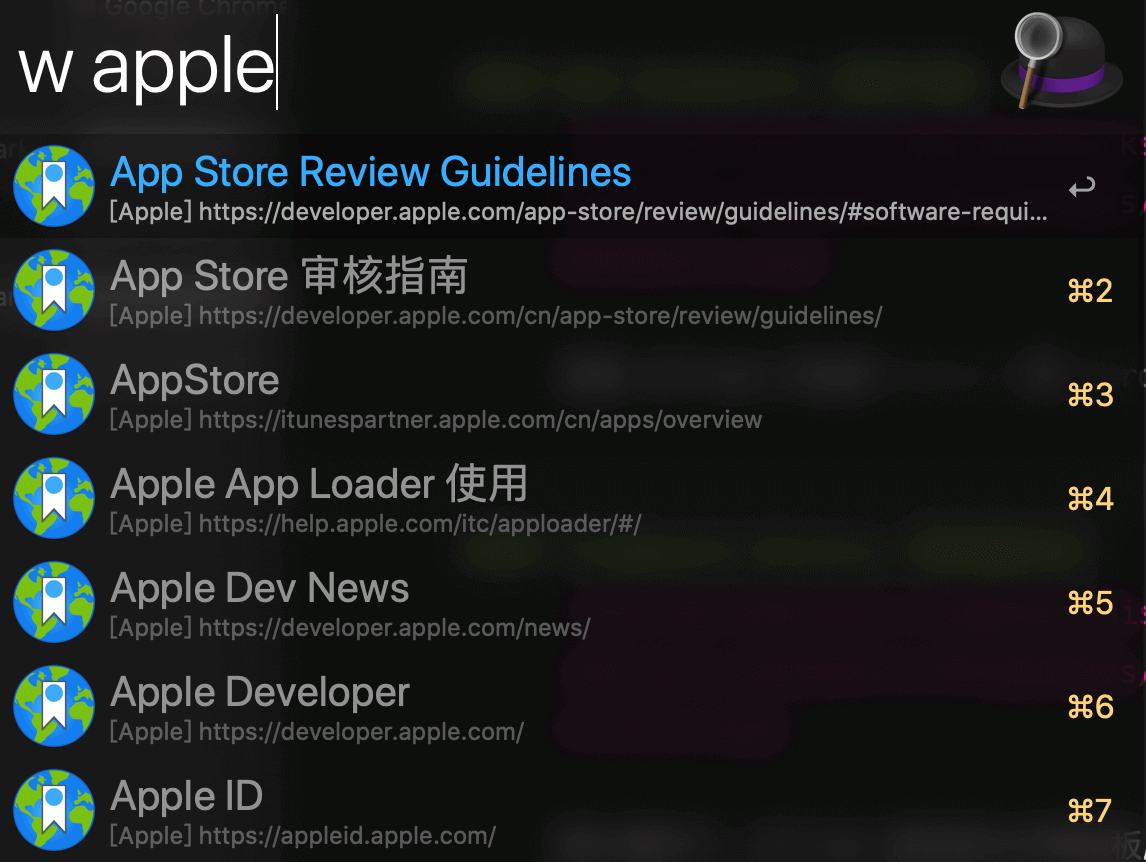 Google Chrome
w apple
App Store Review Guidelines
[Apple] https://developer.apple.com/app-store/review/guidelines/#software-requi...
App Store 审核指南
[Apple] https://developer.apple.com/cn/app-store/review/guidelines/
⌘2
AppStore
[Apple] https://itunespartner.apple.com/cn/apps/overview
⌘3
Apple App Loader 使用
[Apple] https://help.apple.com/itc/apploader/#/
⌘4
Apple Dev News
[Apple] https://developer.apple.com/news/
⌘5
Apple Developer
[Apple] https://developer.apple.com/
⌘6
Apple ID
[Apple] https://appleid.apple.com/
⌘7
板